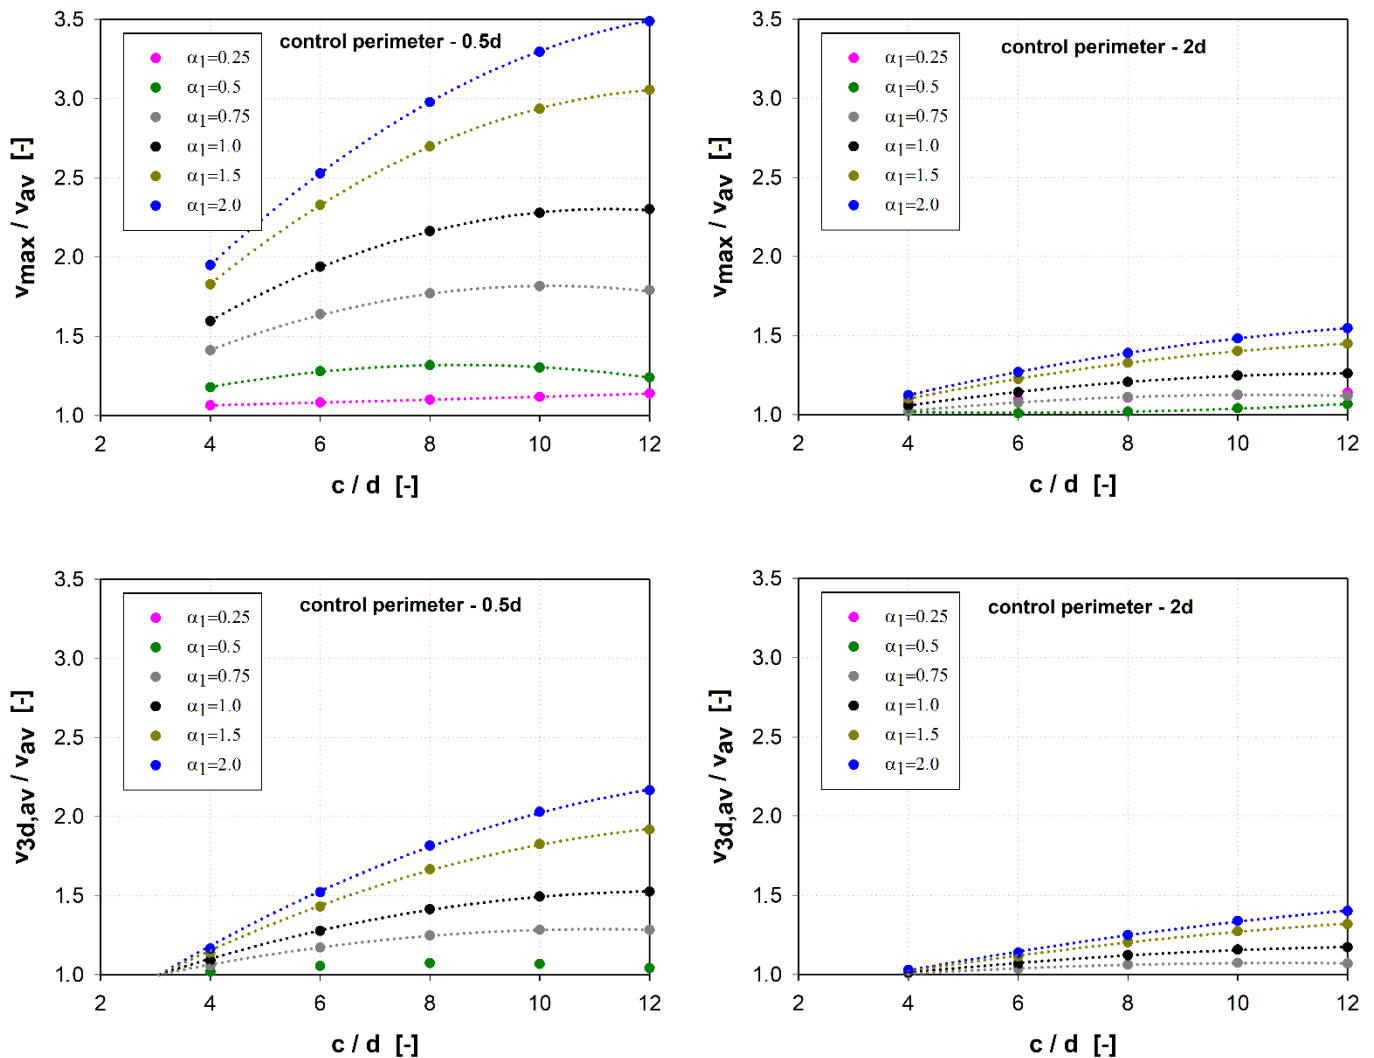 control perimeter - 0.5d
α1=0.25
α1=0.5
α1=0.75
α1=1.0
α1=1.5
α1=2.0
vmax / vav [-]
3.5
3.0
2.5
2.0
1.5
1.0
2 4 6 8 10 12
c / d [-]
control perimeter - 2d
α1=0.25
α1=0.5
α1=0.75
α1=1.0
α1=1.5
α1=2.0
vmax / vav [-]
3.5
3.0
2.5
2.0
1.5
1.0
2 4 6 8 10 12
c / d [-]
control perimeter - 0.5d
α1=0.25
α1=0.5
α1=0.75
α1=1.0
α1=1.5
α1=2.0
v3d,av / vav [-]
3.5
3.0
2.5
2.0
1.5
1.0
2 4 6 8 10 12
c / d [-]
control perimeter - 2d
α1=0.25
α1=0.5
α1=0.75
α1=1.0
α1=1.5
α1=2.0
v3d,av / vav [-]
3.5
3.0
2.5
2.0
1.5
1.0
2 4 6 8 10 12
c / d [-]